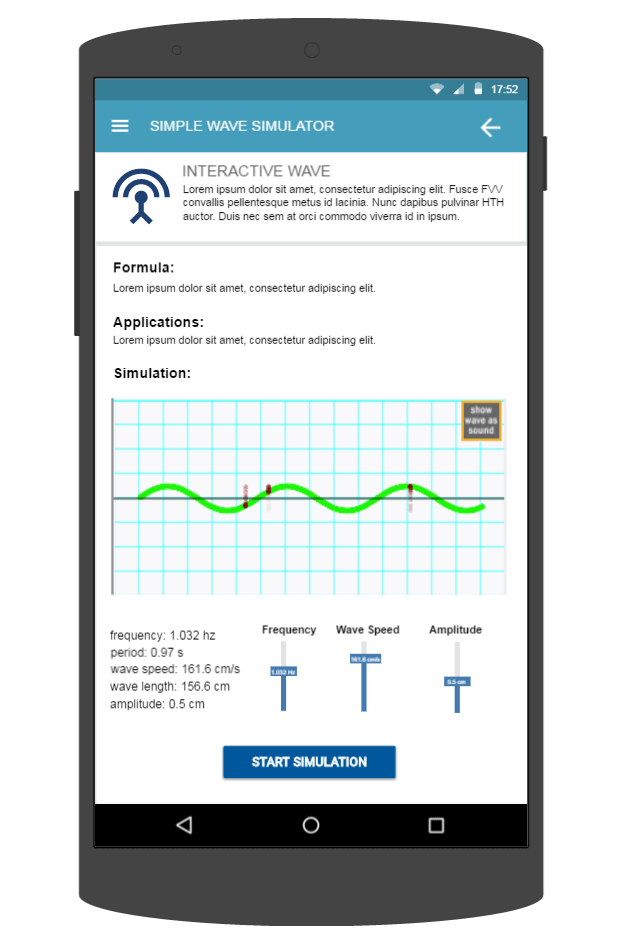 17:52
SIMPLE WAVE SIMULATOR
INTERACTIVE WAVE
Lorem ipsum dolor sit amet, consectetur adipiscing elit. Fusce FVV
convallis pellentesque metus id lacinia. Nunc dapibus pulvinar HTH
auctor. Duis nec sem at orci commodo viverra id in ipsum.
Formula:
Lorem ipsum dolor sit amet, consectetur adipiscing elit.
Applications:
Lorem ipsum dolor sit amet, consectetur adipiscing elit.
Simulation:
show
wave as
sound
frequency: 1.032 hz
period: 0.97 s
wave speed: 161.6 cm/s
wave length: 156.6 cm
amplitude: 0.5 cm
Frequency Wave Speed Amplitude
161.6 cm/s
1.032 Hz
0.5 cm
START SIMULATION